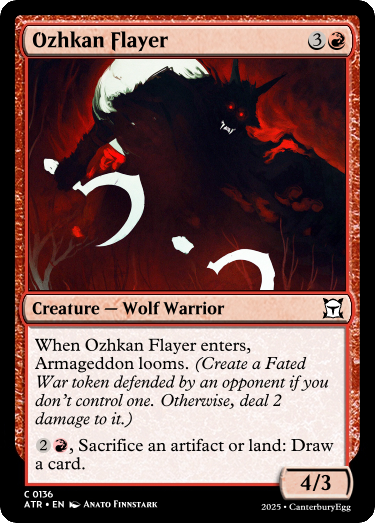 Ozhkan Flayer 3
Creature — Wolf Warrior
When Ozhkan Flayer enters,
Armageddon looms. (Create a Fated
War token defended by an opponent if you
don't control one. Otherwise, deal 2
damage to it.)
2 , Sacrifice an artifact or land: Draw
a card.
4/3
C 0136
ATR • EN Anato Finnstark
2025 • CanterburyEgg